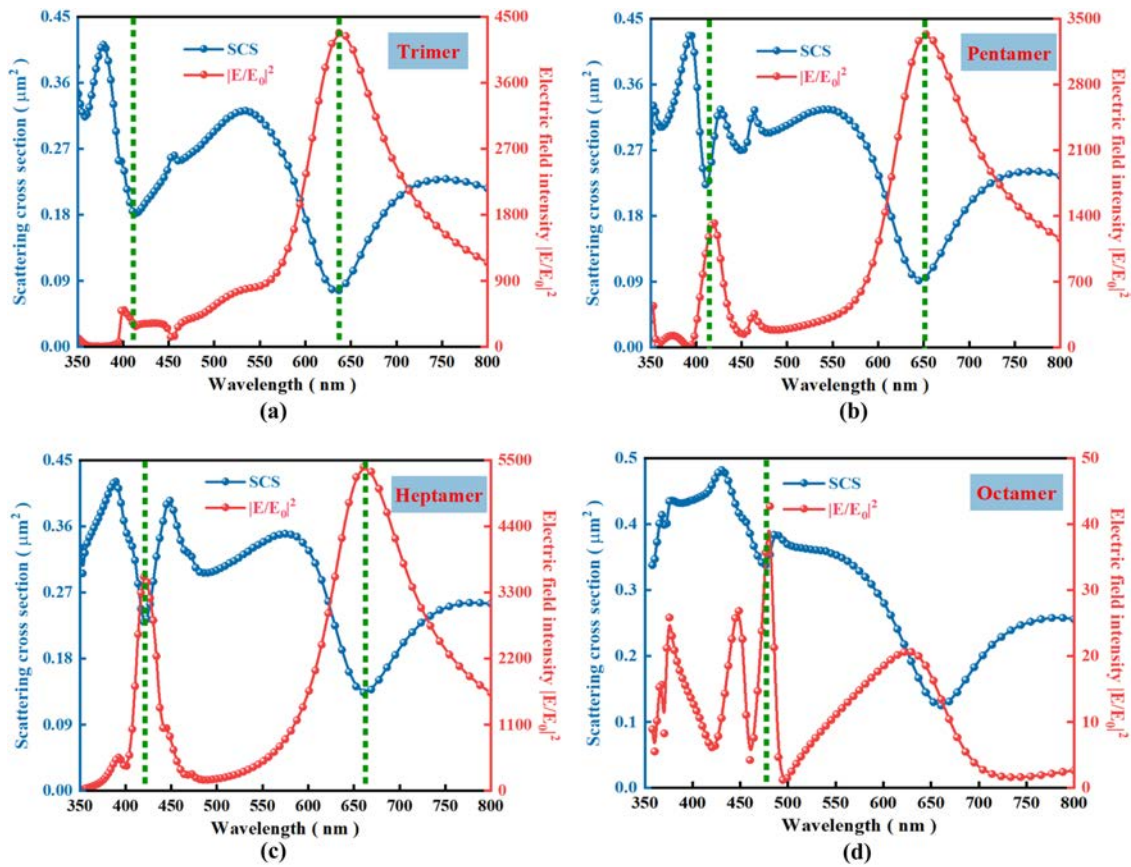 0.45
0.36
0.27
0.18
0.09
0.00
Scattering cross section ( μm² )
SCS
|E/E₀|²
Trimer
4500
3600
2700
1800
900
0
Electric field intensity |E/E₀|²
350 400 450 500 550 600 650 700 750 800
Wavelength ( nm )
(a)
0.45
0.36
0.27
0.18
0.09
0.00
Scattering cross section ( μm² )
SCS
|E/E₀|²
Pentamer
3500
2800
2100
1400
700
0
Electric field intensity |E/E₀|²
350 400 450 500 550 600 650 700 750 800
Wavelength ( nm )
(b)
0.45
0.36
0.27
0.18
0.09
0.00
Scattering cross section ( μm² )
SCS
|E/E₀|²
Heptamer
5500
4400
3300
2200
1100
0
Electric field intensity |E/E₀|²
350 400 450 500 550 600 650 700 750 800
Wavelength ( nm )
(c)
0.5
0.4
0.3
0.2
0.1
0.0
Scattering cross section ( μm² )
SCS
|E/E₀|²
Octamer
50
40
30
20
10
0
Electric field intensity |E/E₀|²
350 400 450 500 550 600 650 700 750 800
Wavelength ( nm )
(d)